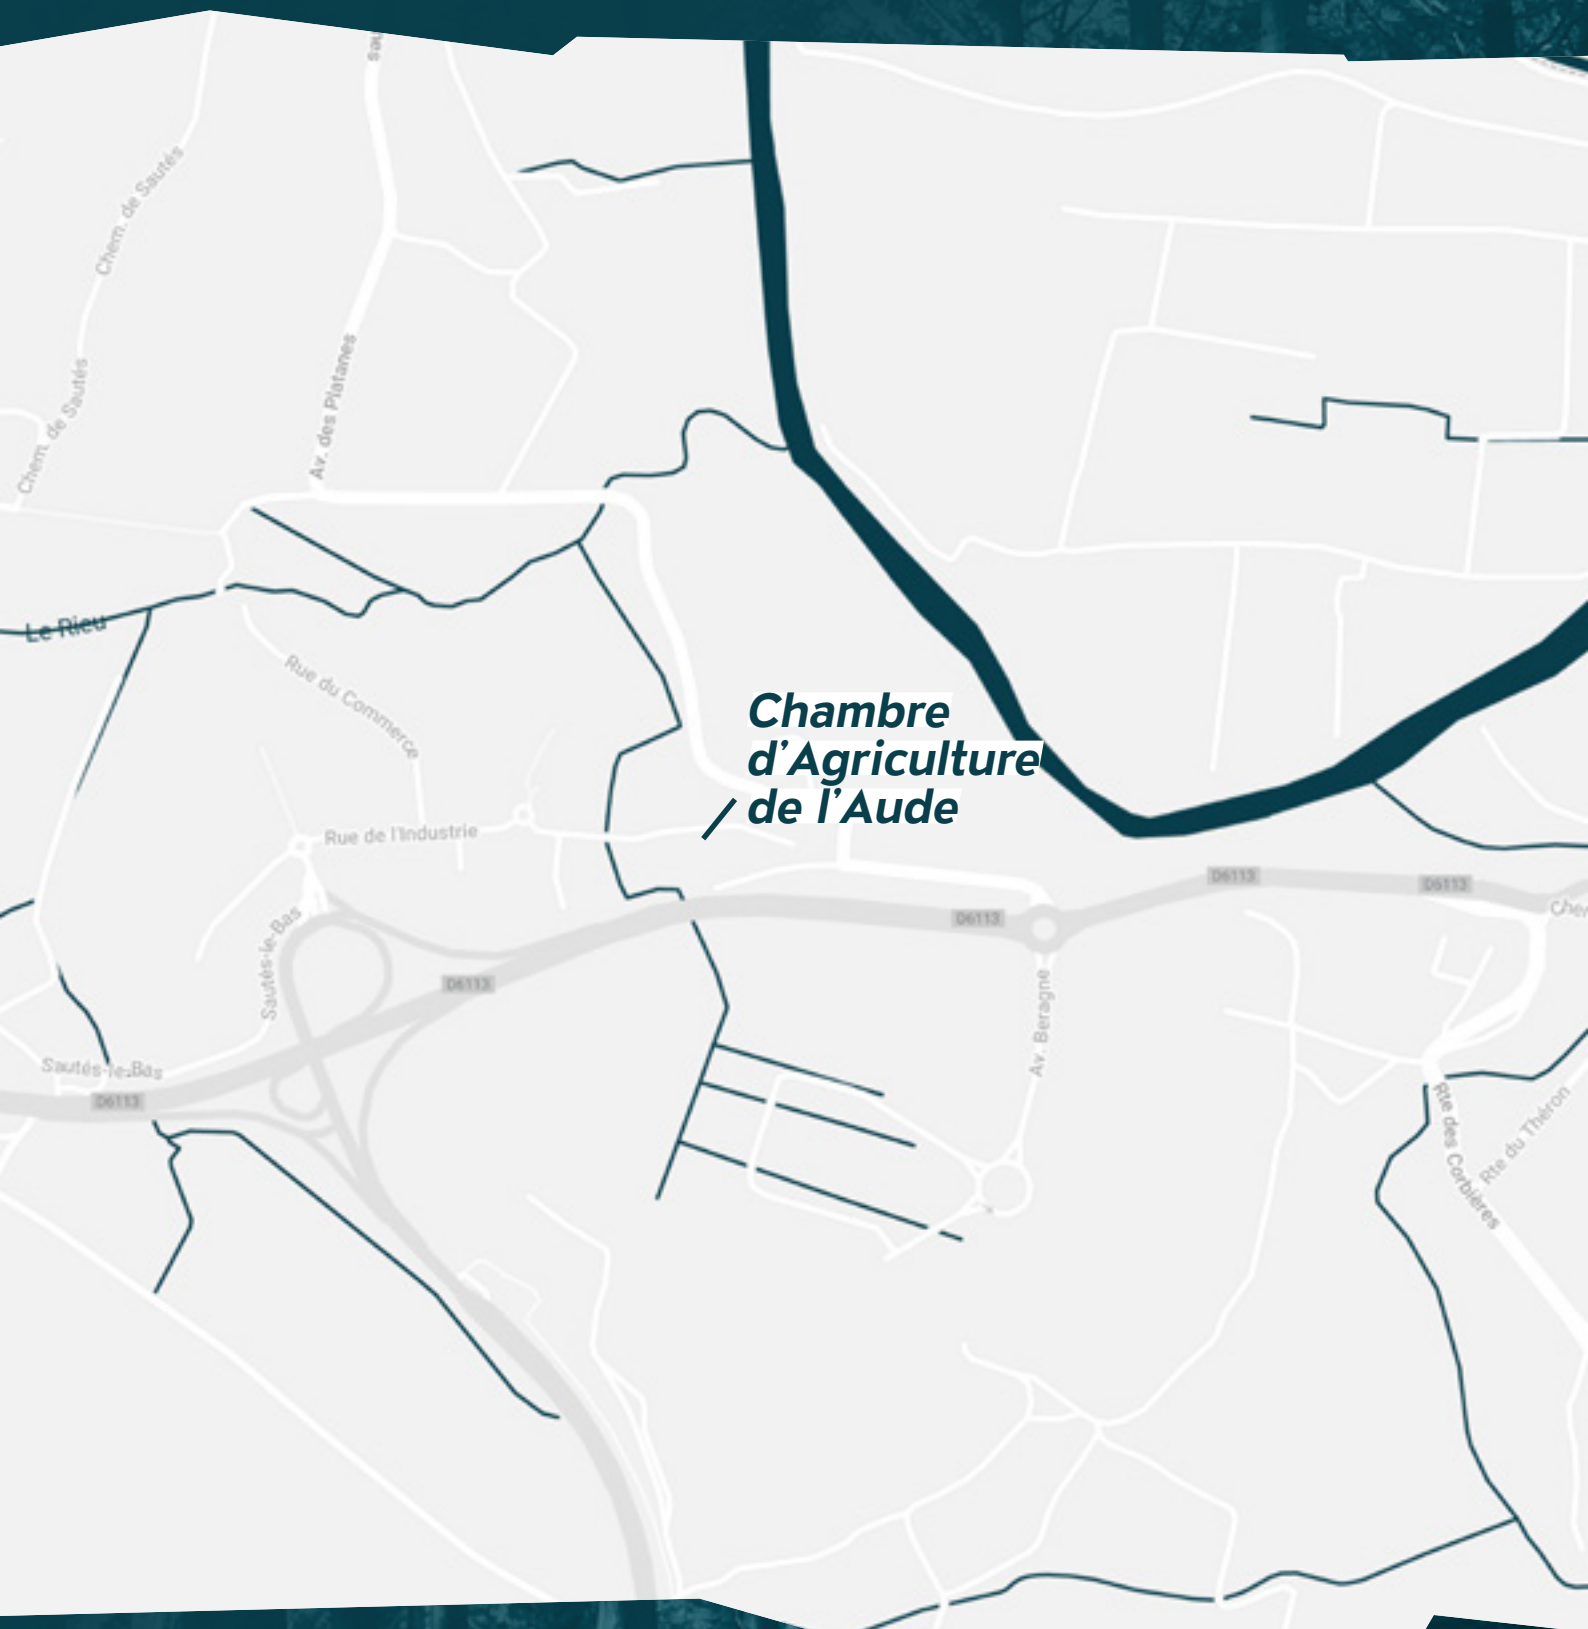 Chem. de Sautés
Av. des Platanes
Chem. de Sautés
Le Rieu
Rue du Commerce
Chambre
d'Agriculture
de l'Aude
Rue de l'Industrie
D6113
D6113
D6113
Sautés-le-Bas
D6113
Av. Beragne
Sautés-le-Bas
D6113
Rte des Corbières
Rte du Théron